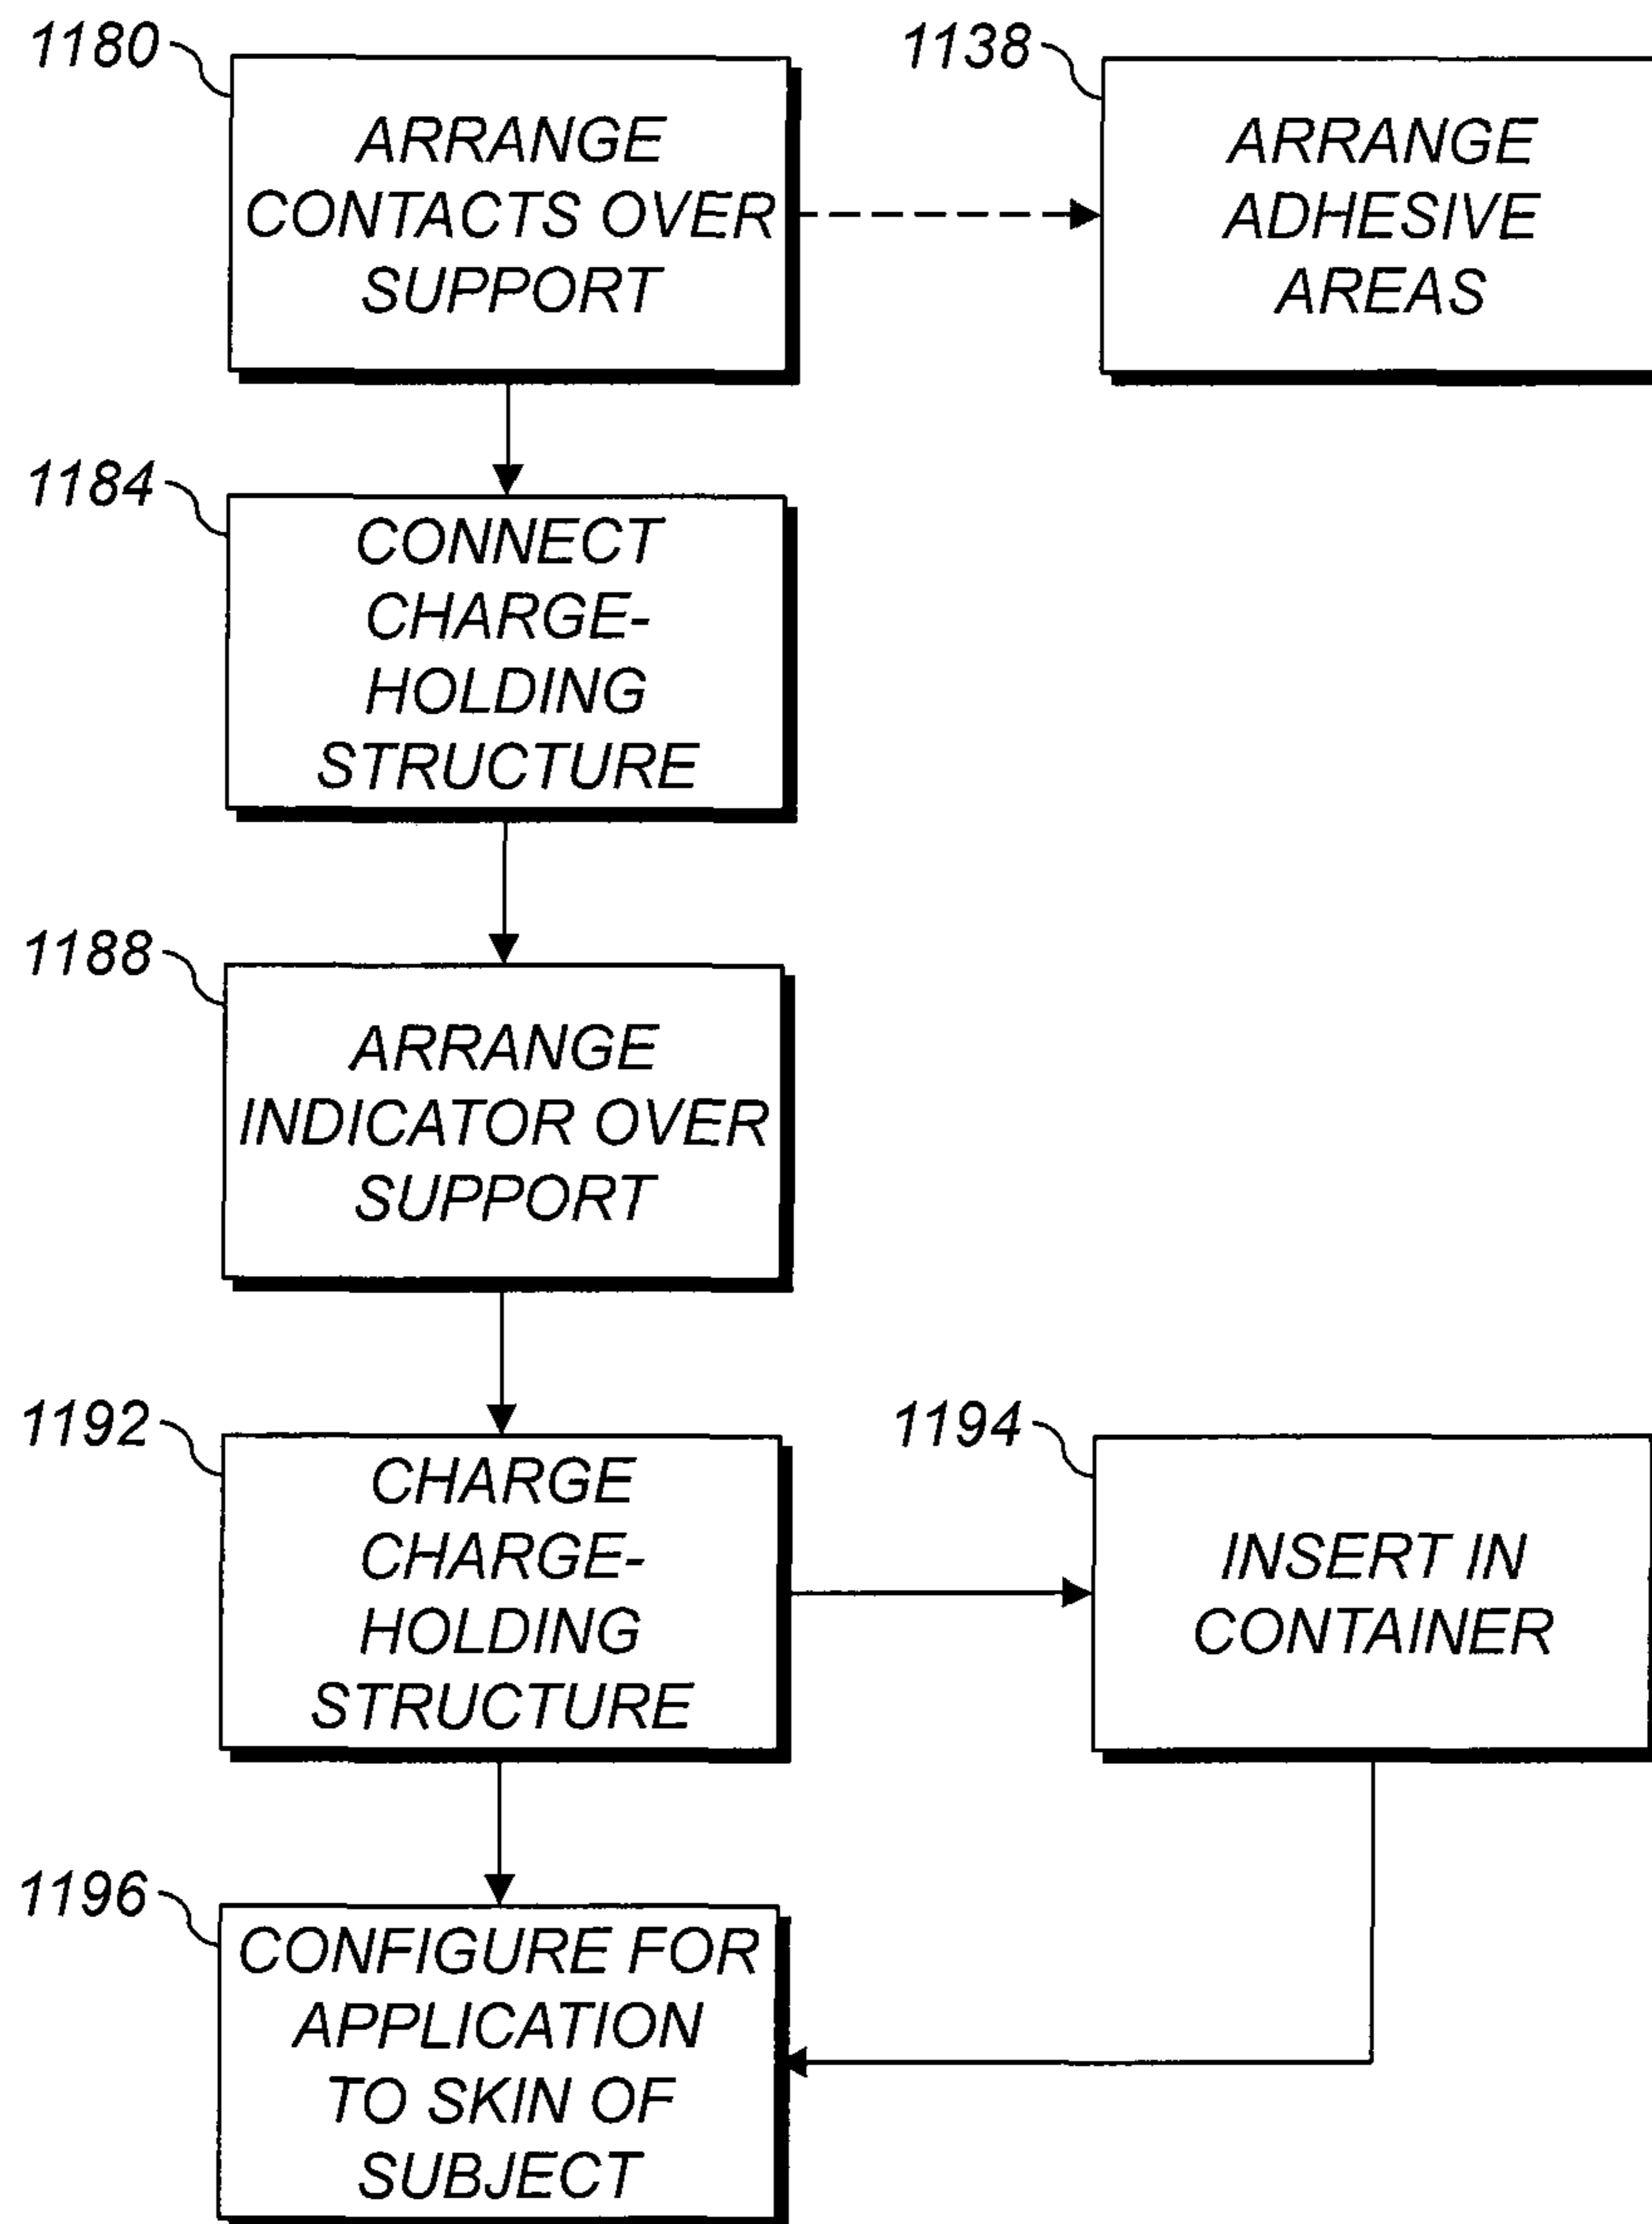 1180
ARRANGE
CONTACTS OVER
SUPPORT
1138
ARRANGE
ADHESIVE
AREAS
1184
CONNECT
CHARGE-
HOLDING
STRUCTURE
1188
ARRANGE
INDICATOR OVER
SUPPORT
1192
CHARGE
CHARGE-
HOLDING
STRUCTURE
1194
INSERT IN
CONTAINER
1196
CONFIGURE FOR
APPLICATION
TO SKIN OF
SUBJECT